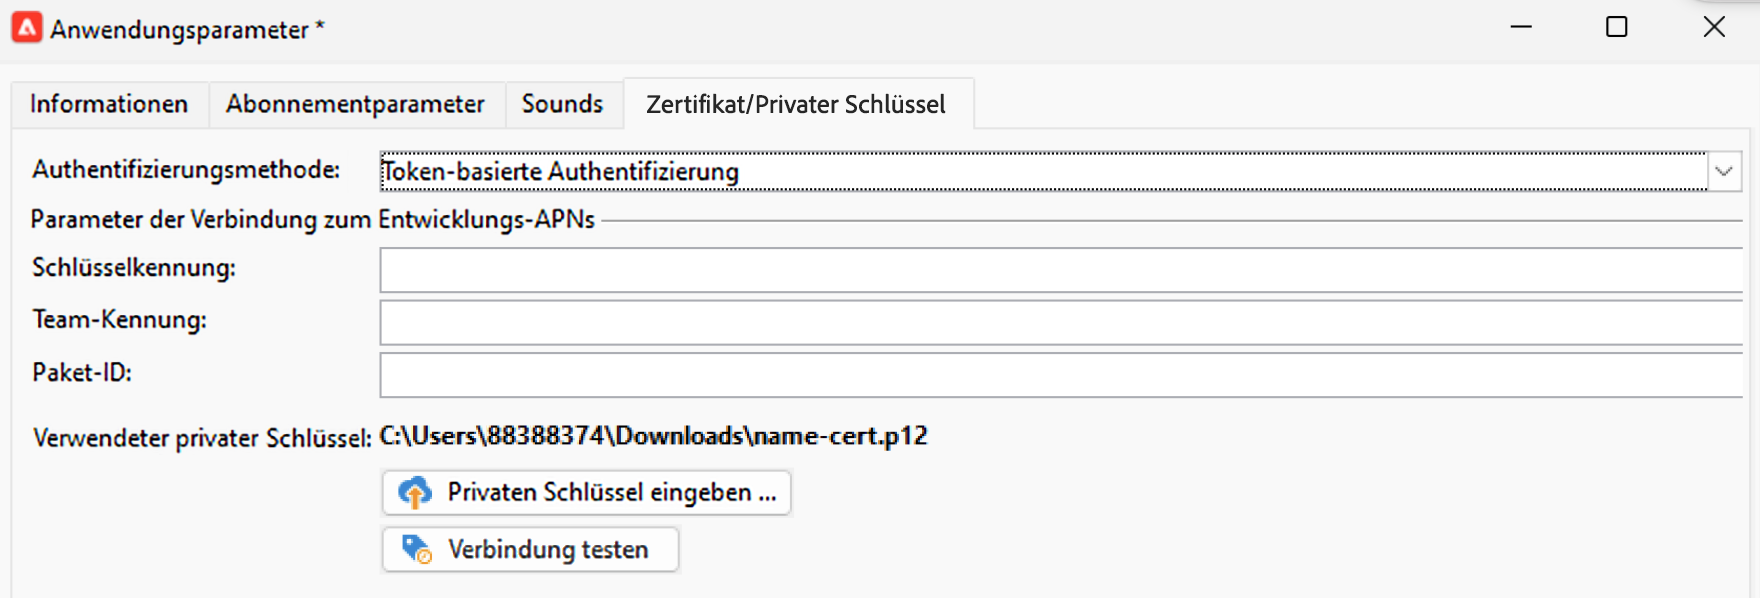 Anwendungsparameter *
Informationen Abonnementparameter Sounds Zertifikat/Privater Schlüssel
Authentifizierungsmethode: Token-basierte Authentifizierung
Parameter der Verbindung zum Entwicklungs-APNs
Schlüsselkennung:
Team-Kennung:
Paket-ID:
Verwendeter privater Schlüssel: C:\Users\88388374\Downloads\name-cert.p12
Privaten Schlüssel eingeben ...
Verbindung testen